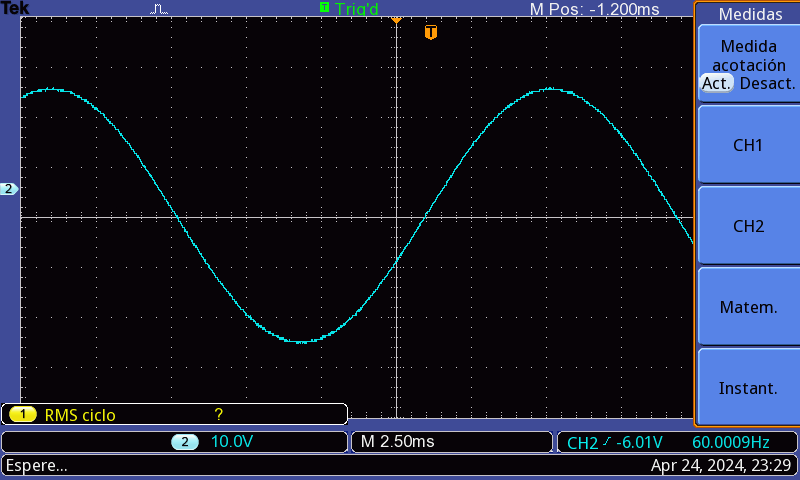 Tek
T Trig'd
M Pos: -1.200ms
Medidas
T
Medida
acotación
Act. Desact.
CH1
2
CH2
Matem.
Instant.
1 RMS ciclo ?
2 10.0V
M 2.50ms
CH2 -6.01V 60.0009Hz
Espere...
Apr 24, 2024, 23:29